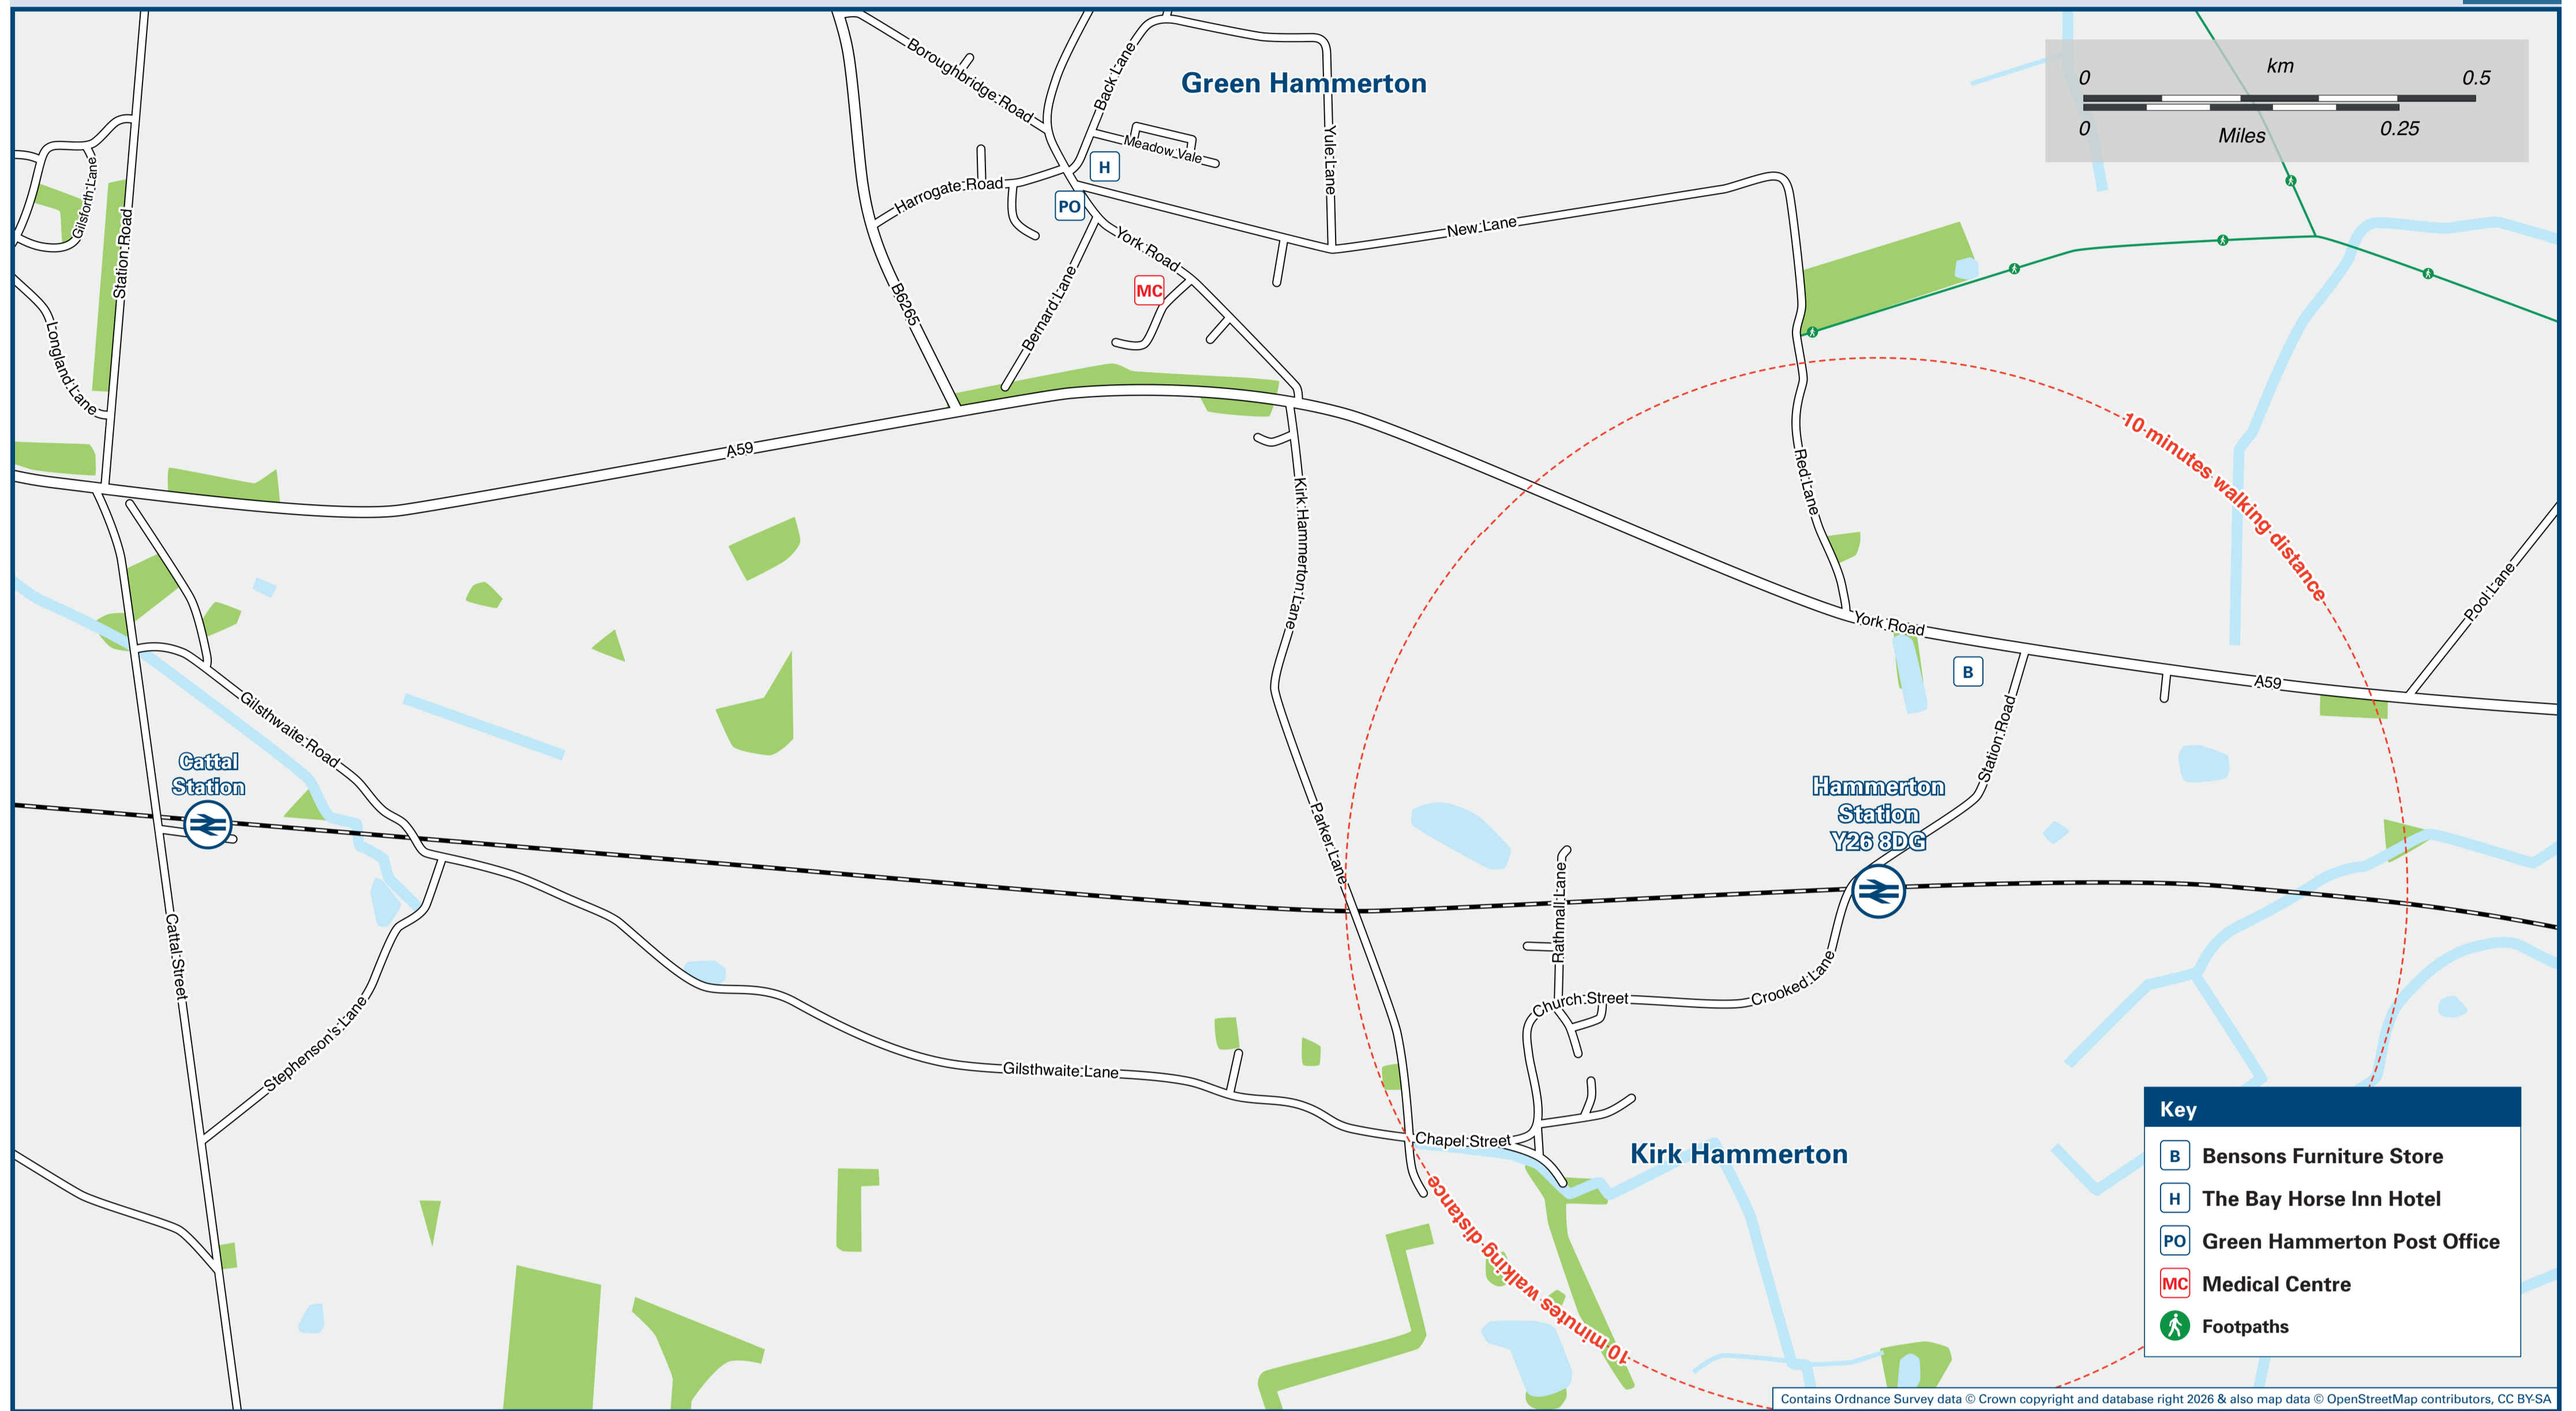 Green Hammerton
km
0
0.5
0
0.25
Miles
Boroughbridge Road
Back Lane
Meadow Vale
Yule Lane
H
PO
Harrogate Road
York Road
New Lane
MC
Bernard Lane
B6265
Gilsforth Lane
Station Road
Longland Lane
A59
Kirk Hammerton Lane
Red Lane
10 minutes walking distance
York Road
Pool Lane
B
A59
Station Road
Gilsthwaite Road
Cattal
Station
Hammerton
Station
Y26 8DG
Parker Lane
Rathmall Lane
Cattal Street
Crooked Lane
Church Street
Stephenson's Lane
Gilsthwaite Lane
Chapel Street
Kirk Hammerton
10 minutes walking distance
Key
B Bensons Furniture Store
H The Bay Horse Inn Hotel
PO Green Hammerton Post Office
MC Medical Centre
Footpaths
Contains Ordnance Survey data © Crown copyright and database right 2026 & also map data © OpenStreetMap contributors, CC BY-SA